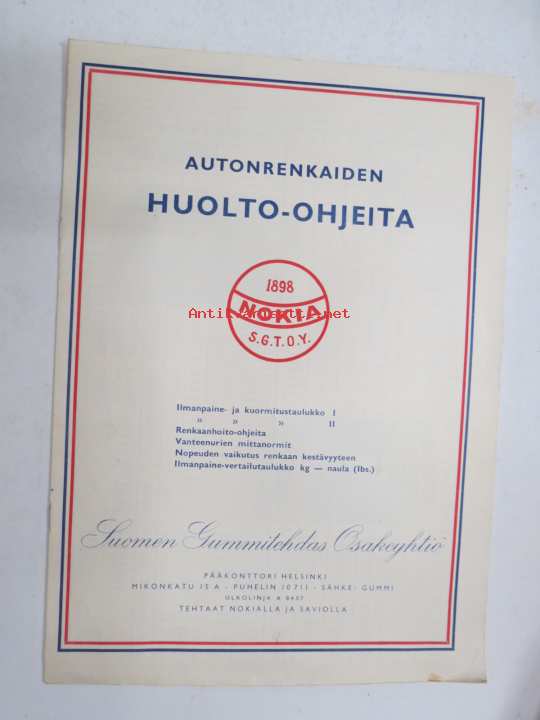 AUTONRENKAIDEN
HUOLTO-OHJEITA
1898
NOKIA
S.G.T.O.Y.
Antiikkinetti.net
Ilmanpaine- ja kuormitustaulukko I
» » » II
Renkaanhoito-ohjeita
Vanteenurien mittanormit
Nopeuden vaikutus renkaan kestävyyteen
Ilmanpaine-vertailutaulukko kg — naula (lbs.)
Suomen Gummitehdas Osakeyhtiö
PÄÄKONTTORI HELSINKI
MIKONKATU 15 A - PUHELIN 10711 - SÄHKE: GUMMI
ULKOLINJA A 8457
TEHTAAT NOKIALLA JA SAVIOLLA